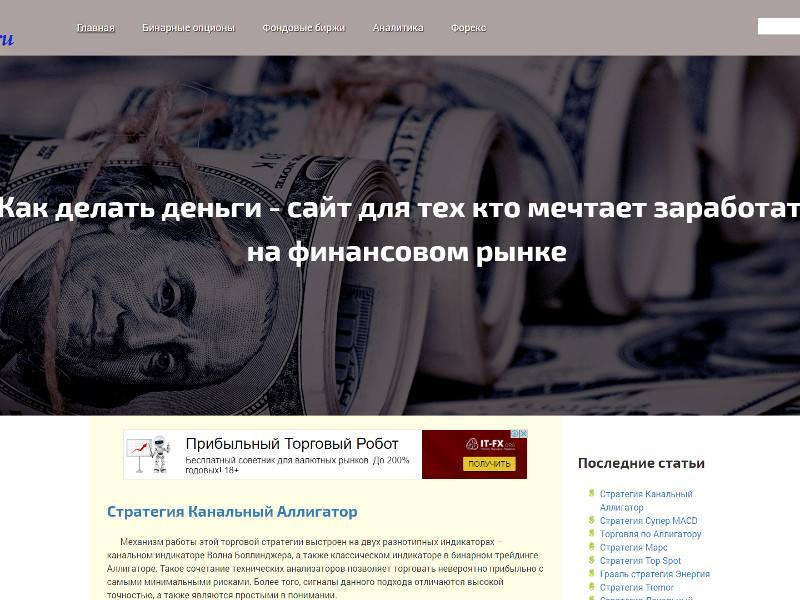 ru
Главная Бинарные опционы Фондовые биржи Аналитика Форекс
Как делать деньги - сайт для тех кто мечтает заработат
на финансовом рынке
Прибыльный Торговый Робот
Бесплатный советник для валютных рынков. До 200%
годовых! 18+
IT-FX.ORG
ПОЛУЧИТЬ
Стратегия Канальный Аллигатор
Механизм работы этой торговой стратегии выстроен на двух разнотипных индикаторах –
канальном индикаторе Волна Боллинджера, а также классическом индикаторе в бинарном трейдинге
Аллигаторе. Такое сочетание технических анализаторов позволяет торговать невероятно прибыльно с
самыми минимальными рисками. Более того, сигналы данного подхода отличаются высокой
точностью, а также являются простыми в понимании.
Последние статьи
Стратегия Канальный
Аллигатор
Стратегия Супер MACD
Торговля по Аллигатору
Стратегия Марс
Стратегия Top Spot
Грааль стратегия Энергия
Стратегия Tremor